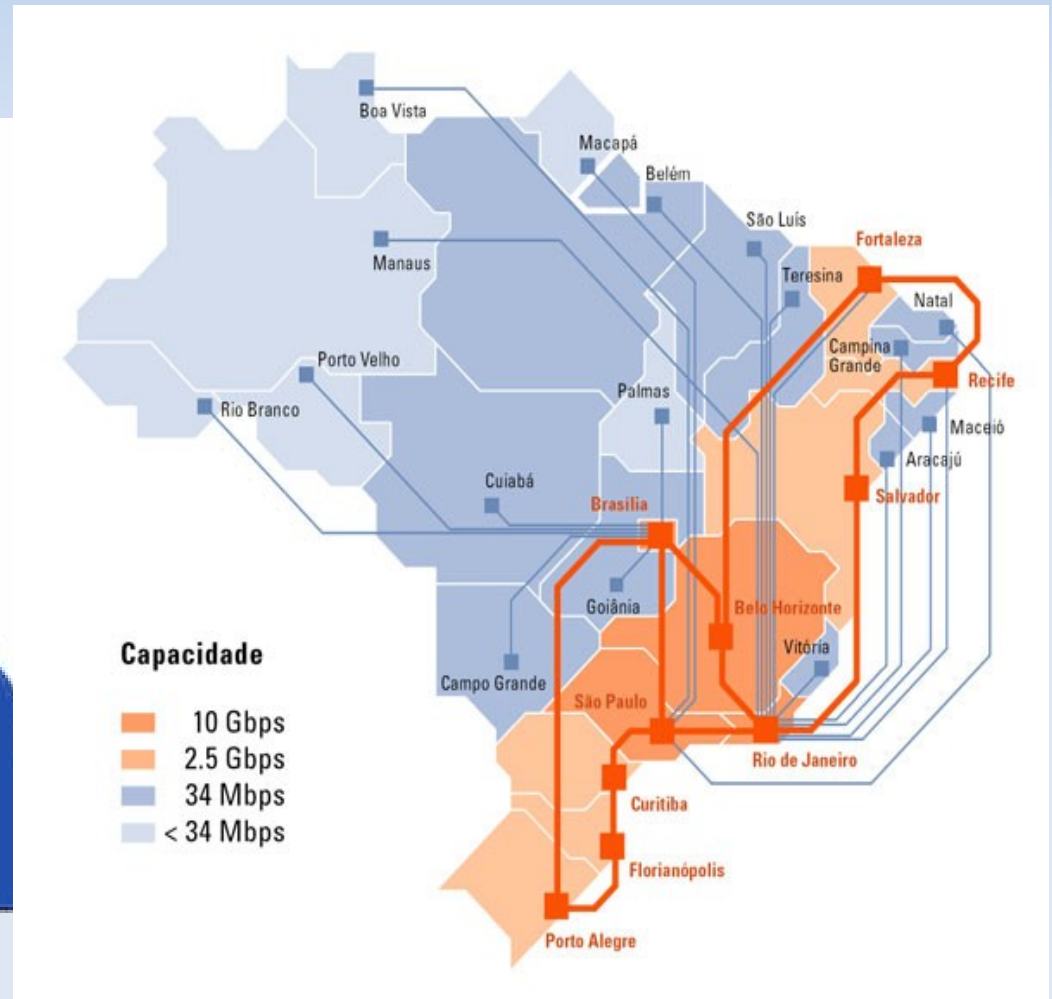 Boa Vista
Macapá
Belém
São Luís
Fortaleza
Manaus
Teresina
Natal
Campina
Grande
Porto Velho
Recife
Rio Branco
Palmas
Maceió
Aracajú
Cuiabá
Brasilia
Salvador
Goiânia
Belo Horizonte
Vitória
Capacidade
Campo Grande
São Paulo
10 Gbps
2.5 Gbps
Rio de Janeiro
34 Mbps
Curitiba
< 34 Mbps
Florianópolis
Porto Alegre